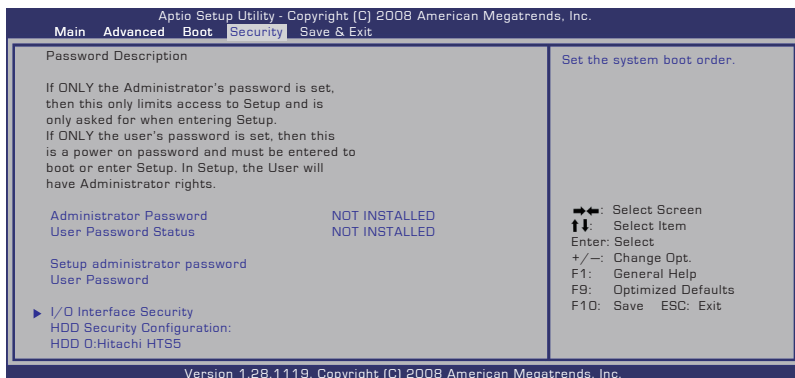 Aptio Setup Utility - Copyright (C) 2008 American Megatrends, Inc.
Main Advanced Boot Security Save & Exit
Password Description
If ONLY the Administrator's password is set,
then this only limits access to Setup and is
only asked for when entering Setup.
If ONLY the user's password is set, then this
is a power on password and must be entered to
boot or enter Setup. In Setup, the User will
have Administrator rights.
Administrator Password NOT INSTALLED
User Password Status NOT INSTALLED
Setup administrator password
User Password
I/O Interface Security
HDD Security Configuration:
HDD 0:Hitachi HTS5
Set the system boot order.
→←: Select Screen
↑↓: Select Item
Enter: Select
+/—: Change Opt.
F1: General Help
F9: Optimized Defaults
F10: Save ESC: Exit
Version 1.28.1119. Copyright (C) 2008 American Megatrends, Inc.